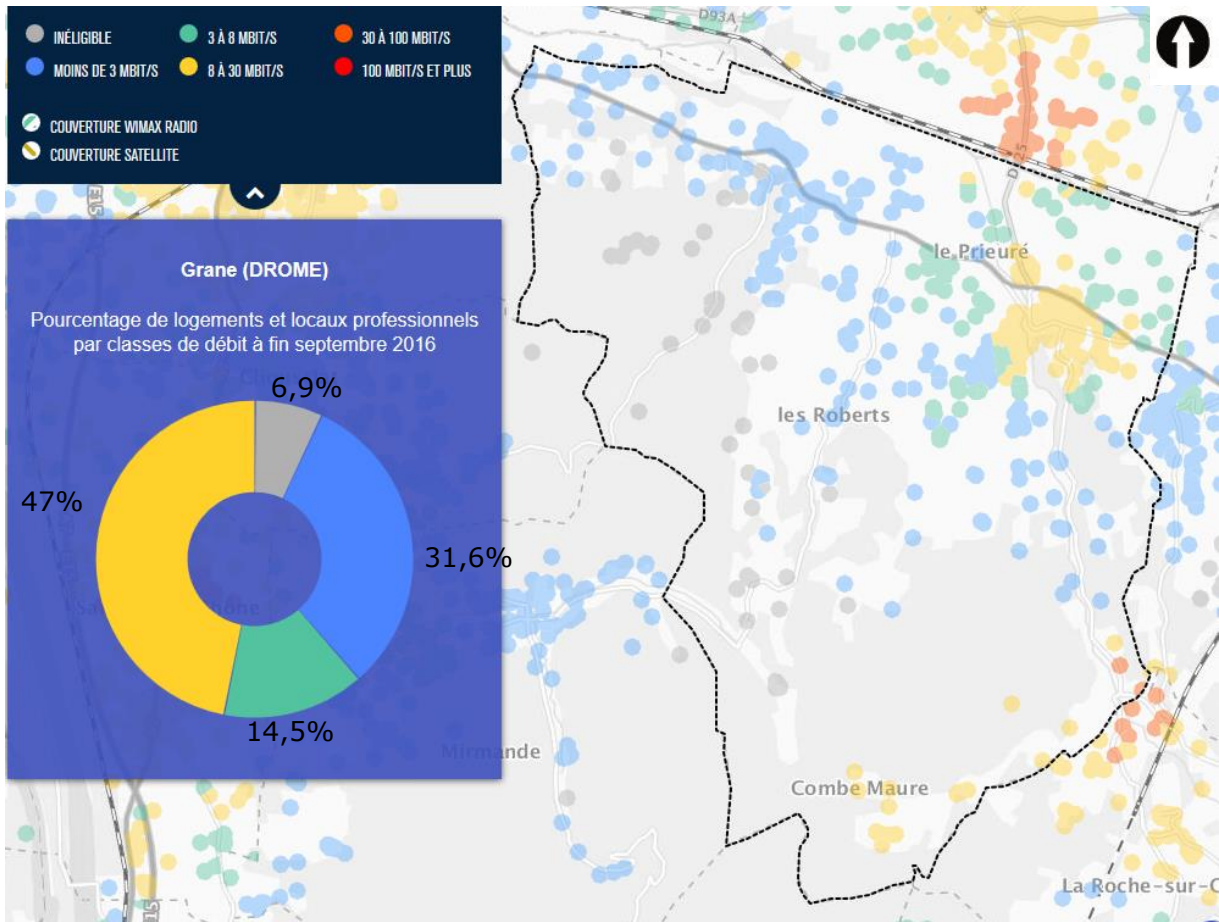 INÉLIGIBLE
3 À 8 MBIT/S
30 À 100 MBIT/S
MOINS DE 3 MBIT/S
8 À 30 MBIT/S
100 MBIT/S ET PLUS
COUVERTURE WIMAX RADIO
COUVERTURE SATELLITE
Grane (DROME)
Pourcentage de logements et locaux professionnels
par classes de débit à fin septembre 2016
6,9%
47%
31,6%
14,5%
D93A
E15
le Prieuré
les Roberts
Mirmande
Combe Maure
La Roche-sur-